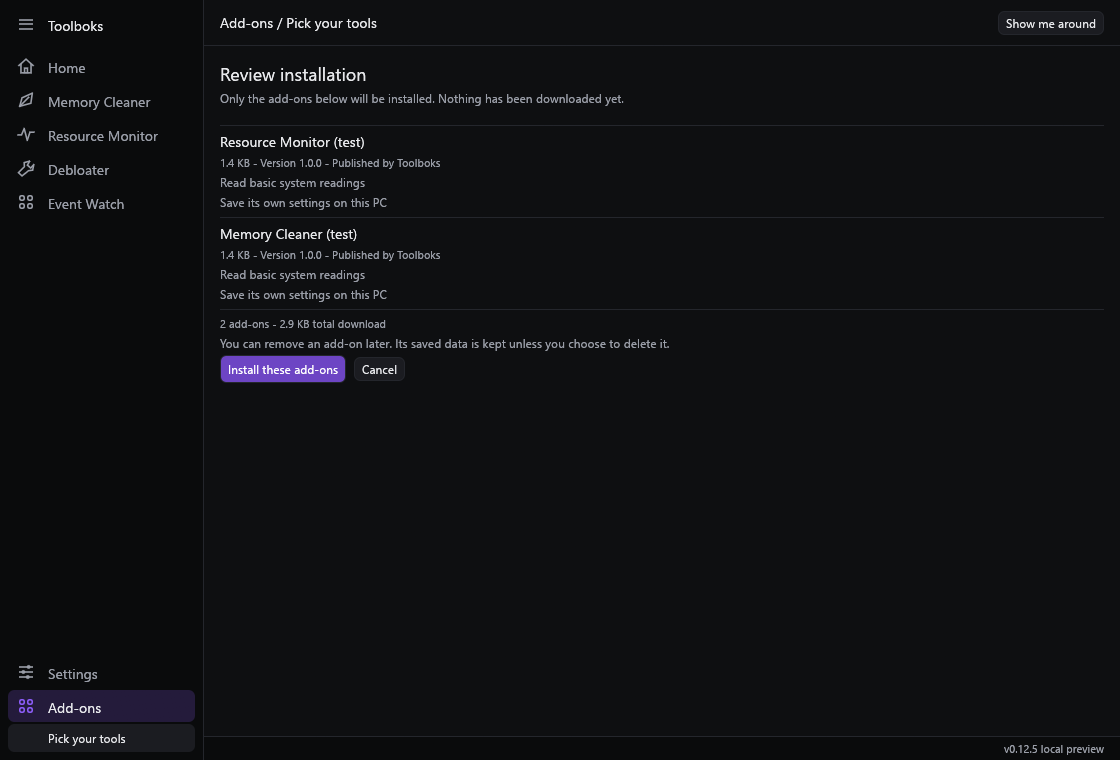 Toolboks
Home
Memory Cleaner
Resource Monitor
Debloater
Event Watch
Settings
Add-ons
Pick your tools
Add-ons / Pick your tools
Show me around
Review installation
Only the add-ons below will be installed. Nothing has been downloaded yet.
Resource Monitor (test)
1.4 KB - Version 1.0.0 - Published by Toolboks
Read basic system readings
Save its own settings on this PC
Memory Cleaner (test)
1.4 KB - Version 1.0.0 - Published by Toolboks
Read basic system readings
Save its own settings on this PC
2 add-ons - 2.9 KB total download
You can remove an add-on later. Its saved data is kept unless you choose to delete it.
Install these add-ons
Cancel
v0.12.5 local preview